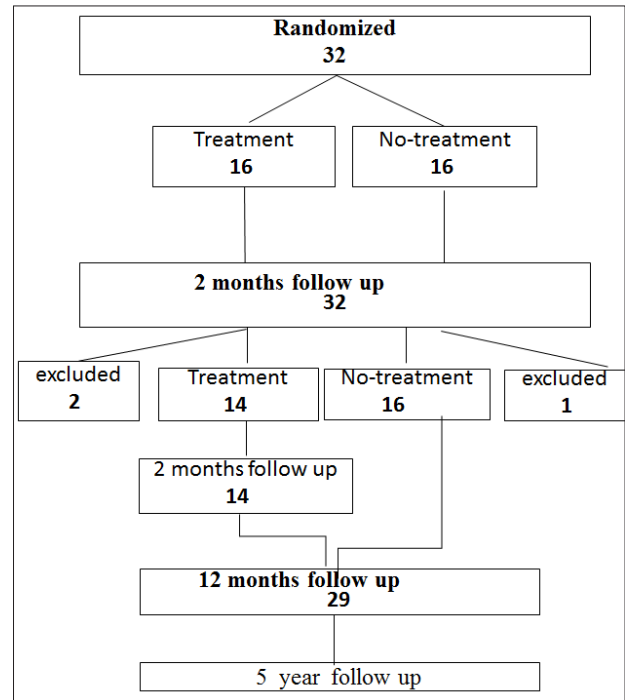 Randomized
32
Treatment
16
No-treatment
16
2 months follow up
32
excluded
2
Treatment
14
No-treatment
16
excluded
1
2 months follow up
14
12 months follow up
29
5 year follow up